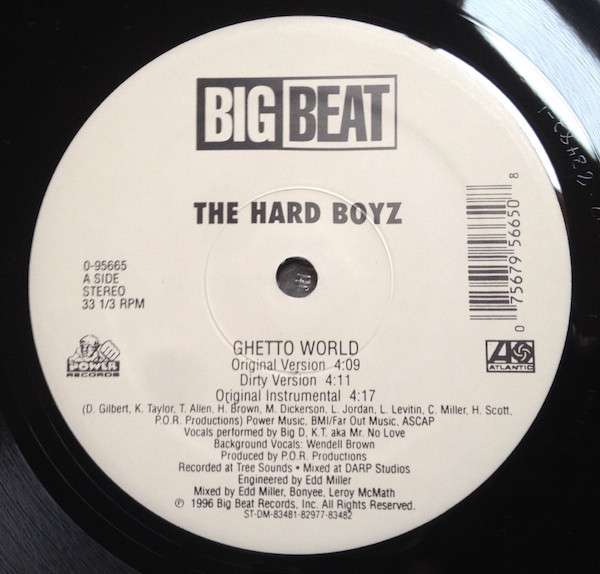 BIG BEAT
THE HARD BOYZ
0-95665
A SIDE
STEREO
33 1/3 RPM
0 75679 56650 8
POWER
RECORDS
ATLANTIC
GHETTO WORLD
Original Version 4:09
Dirty Version 4:11
Original Instrumental 4:17
(D. Gilbert, K. Taylor, T. Allen, H. Brown, M. Dickerson, L. Jordan, L. Levitin, C. Miller, H. Scott,
P.O.R. Productions) Power Music, BMI/Far Out Music, ASCAP
Vocals performed by Big D, K.T. aka Mr. No Love
Background Vocals: Wendell Brown
Produced by P.O.R. Productions
Recorded at Tree Sounds • Mixed at DARP Studios
Engineered by Edd Miller
Mixed by Edd Miller, Bonyee, Leroy McMath
℗ 1996 Big Beat Records, Inc. All Rights Reserved.
ST-DM-83481-82977-83482